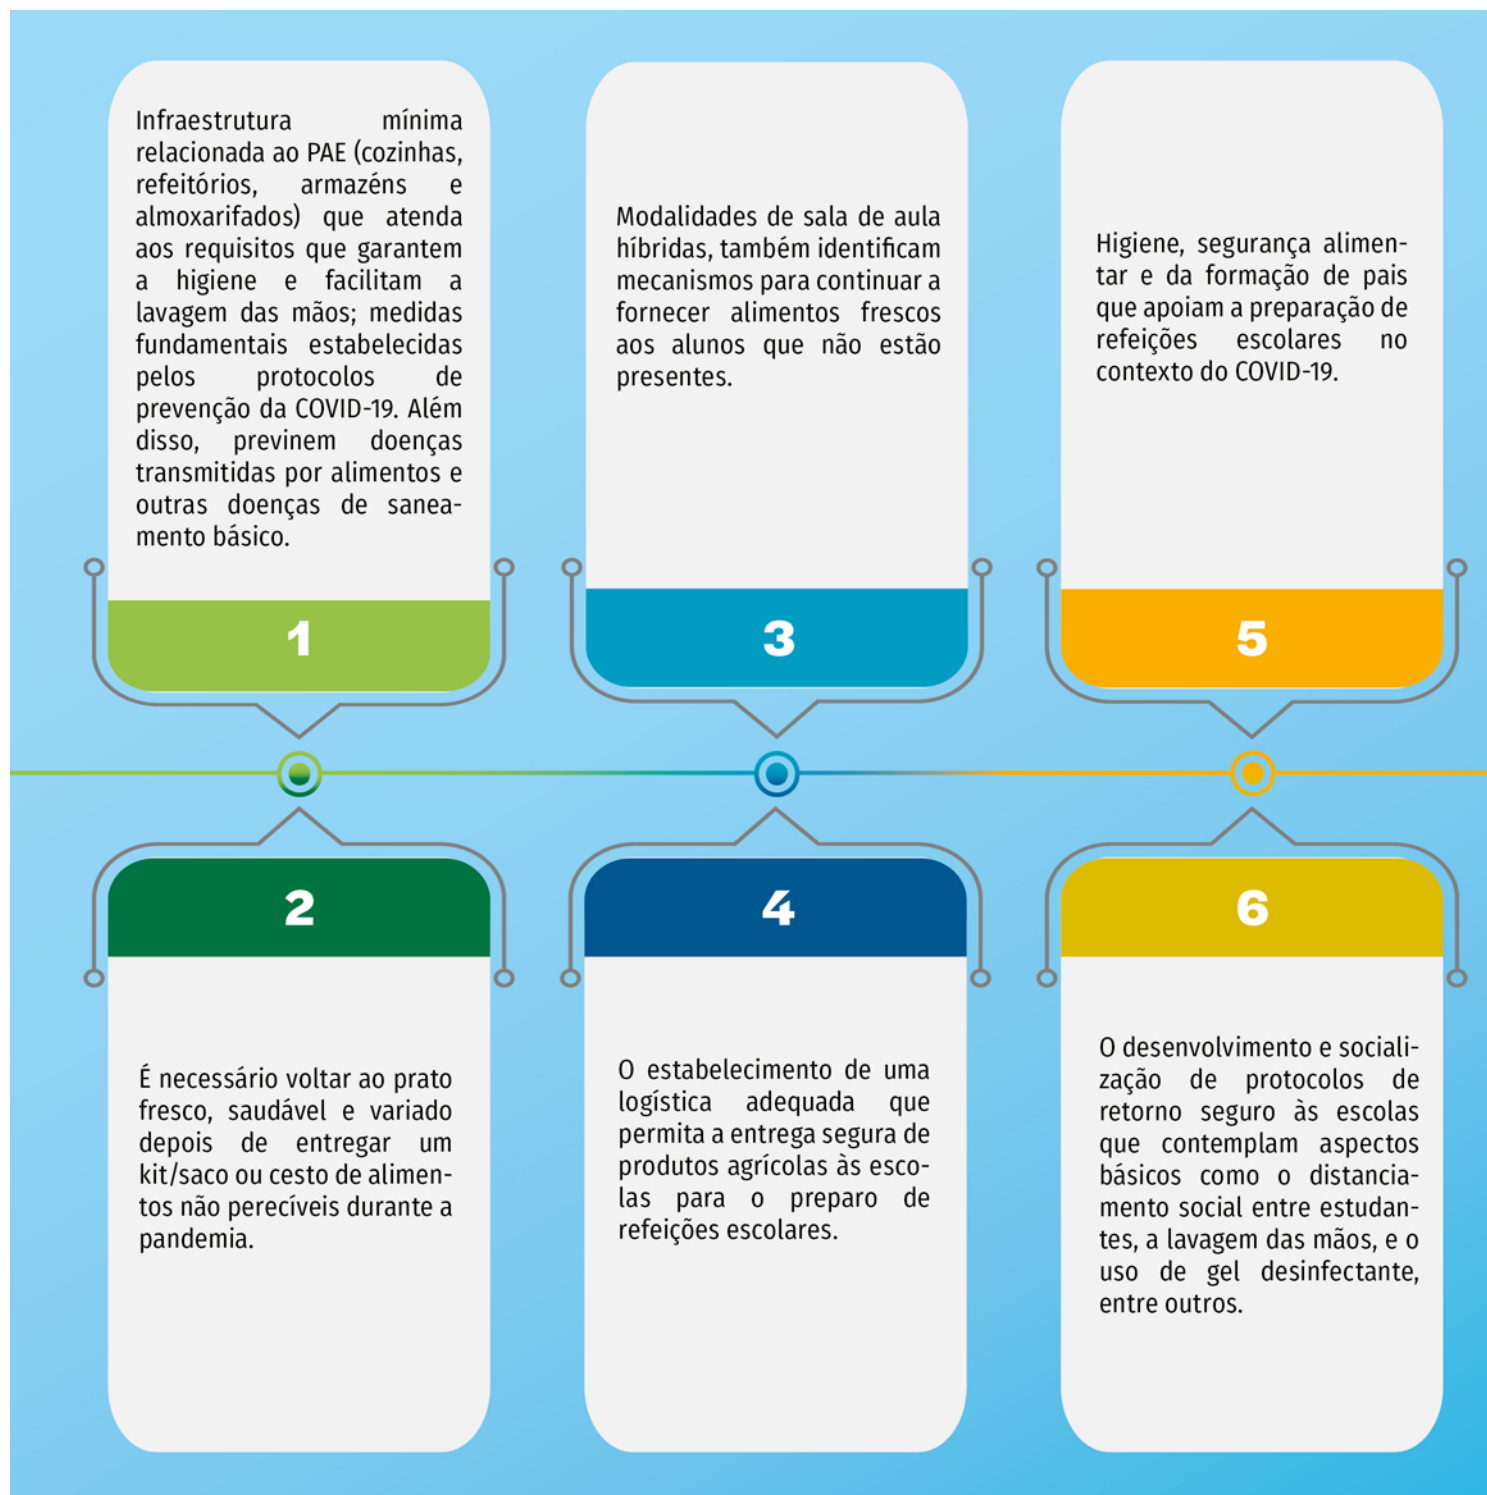 Infraestrutura mínima
relacionada ao PAE (cozinhas,
refeitórios, armazéns e
almoxarifados) que atenda
aos requisitos que garantem
a higiene e facilitam a
lavagem das mãos; medidas
fundamentais estabelecidas
pelos protocolos de
prevenção da COVID-19. Além
disso, previnem doenças
transmitidas por alimentos e
outras doenças de sanea-
mento básico.
1
2
É necessário voltar ao prato
fresco, saudável e variado
depois de entregar um
kit/saco ou cesto de alimen-
tos não perecíveis durante a
pandemia.
Modalidades de sala de aula
híbridas, também identificam
mecanismos para continuar a
fornecer alimentos frescos
aos alunos que não estão
presentes.
3
4
O estabelecimento de uma
logística adequada que
permita a entrega segura de
produtos agrícolas às esco-
las para o preparo de
refeições escolares.
Higiene, segurança alimen-
tar e da formação de pais
que apoiam a preparação de
refeições escolares no
contexto do COVID-19.
5
6
O desenvolvimento e sociali-
zação de protocolos de
retorno seguro às escolas
que contemplam aspectos
básicos como o distancia-
mento social entre estudan-
tes, a lavagem das mãos, e o
uso de gel desinfectante,
entre outros.